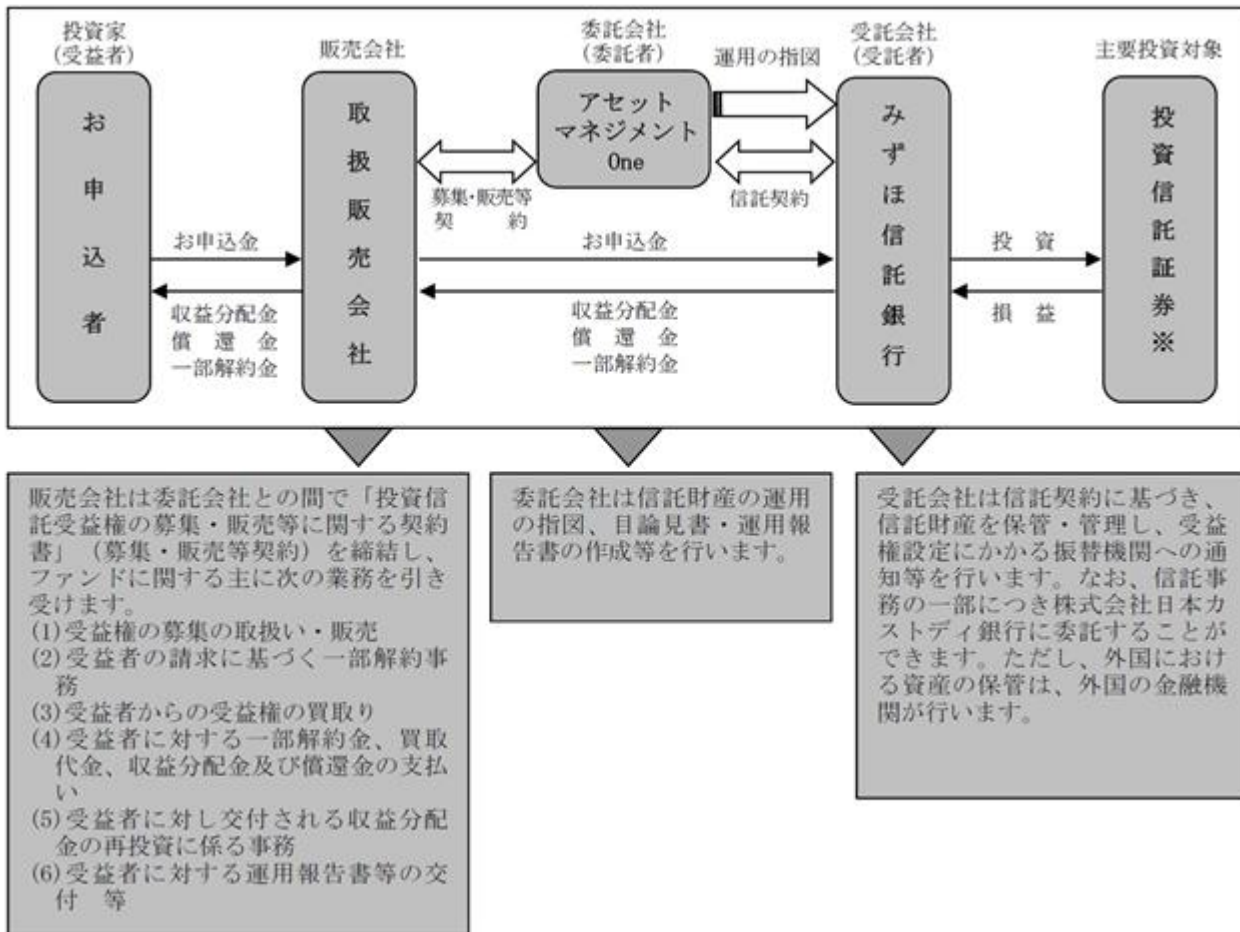 投資家
(受益者)
販売会社
委託会社
(委託者)
運用の指図
受託会社
(受託者)
主要投資対象
お申込者
取扱販売会社
アセット
マネジメント
One
みずほ信託銀行
投資信託証券※
募集・販売等
契　　　約
信託契約
お申込金
お申込金
投　資
収益分配金
償　還　金
一部解約金
収益分配金
償　還　金
一部解約金
損　益
販売会社は委託会社との間で「投資信
託受益権の募集・販売等に関する契約
書」（募集・販売等契約）を締結し、
ファンドに関する主に次の業務を引き
受けます。
(1)受益権の募集の取扱い・販売
(2)受益者の請求に基づく一部解約事
務
(3)受益者からの受益権の買取り
(4)受益者に対する一部解約金、買取
代金、収益分配金及び償還金の支払
い
(5)受益者に対し交付される収益分配
金の再投資に係る事務
(6)受益者に対する運用報告書等の交
付　等
委託会社は信託財産の運用
の指図、目論見書・運用報
告書の作成等を行います。
受託会社は信託契約に基づき、
信託財産を保管・管理し、受益
権設定にかかる振替機関への通
知等を行います。なお、信託事
務の一部につき株式会社日本カ
ストディ銀行に委託することが
できます。ただし、外国におけ
る資産の保管は、外国の金融機
関が行います。